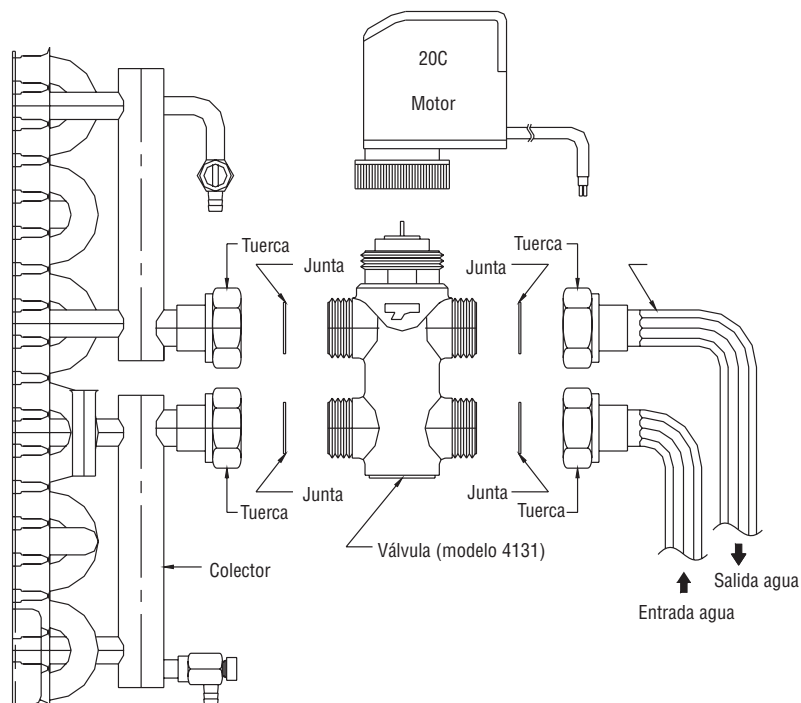 20C
Motor
Tuerca
Tuerca
Junta
Junta
Junta
Junta
Tuerca
Tuerca
Válvula (modelo 4131)
Colector
Salida agua
Entrada agua